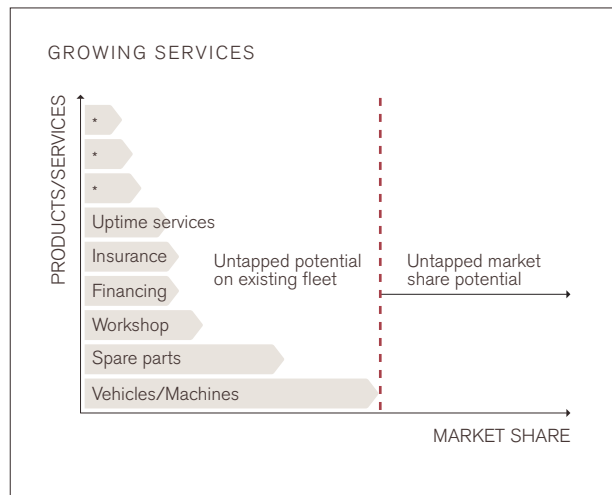 GROWING SERVICES
PRODUCTS/SERVICES
*
*
*
Uptime services
Insurance
Financing
Workshop
Spare parts
Vehicles/Machines
Untapped potential
on existing fleet
Untapped market
share potential
MARKET SHARE